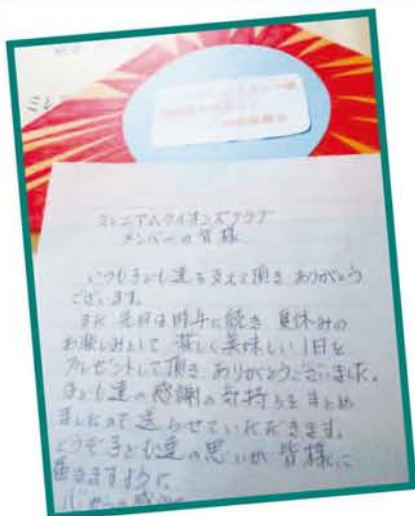 ミレニアムライオンズクラブ
メンバーの皆様
いつも子ども達を支えて頂き ありがとう
ございます。
また 先日は昨年に続き 夏休みの
お楽しみとして 涼しく美味しい1日を
プレゼントして頂き ありがとうございました。
子ども達の感謝の気持ちをまとめ
ましたので送らせていただきます。
どうぞ子ども達の思いが 皆様に
届きますように